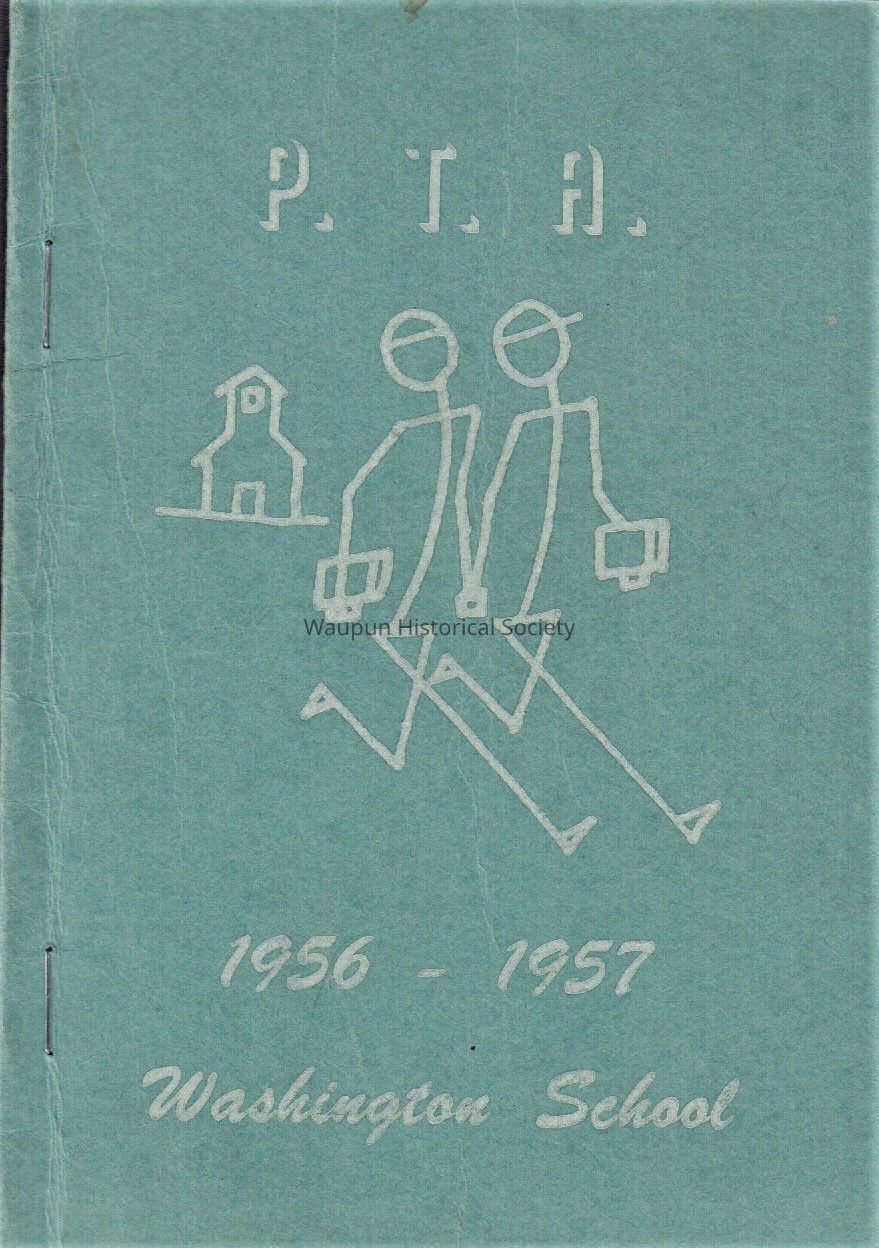 P. T. A.
Waupun Historical Society
1956 - 1957
Washington School